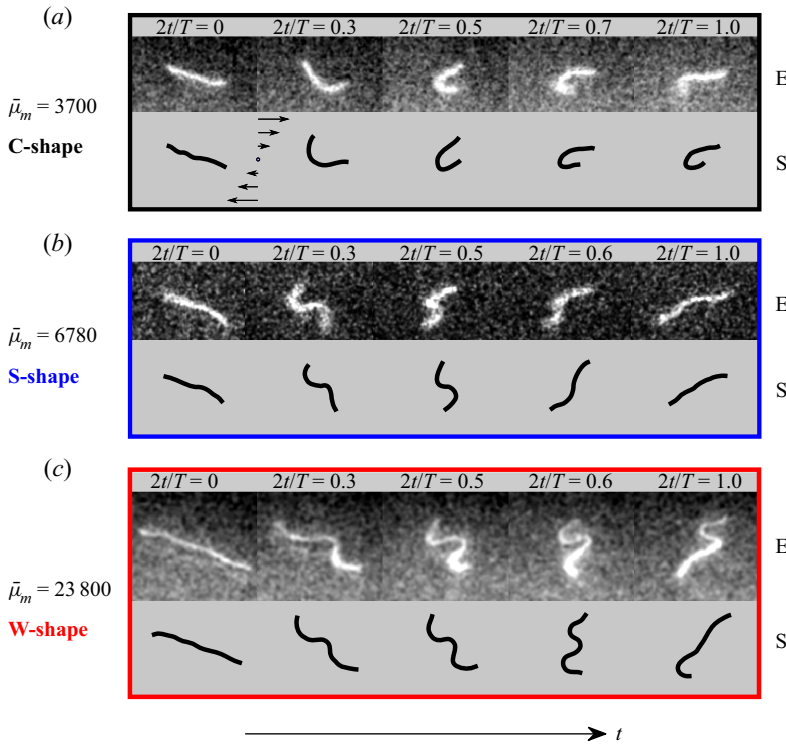 (a)
2t/T = 0 2t/T = 0.3 2t/T = 0.5 2t/T = 0.7 2t/T = 1.0
E
μ̄m = 3700
C-shape
S
(b)
2t/T = 0 2t/T = 0.3 2t/T = 0.5 2t/T = 0.6 2t/T = 1.0
E
μ̄m = 6780
S-shape
S
(c)
2t/T = 0 2t/T = 0.3 2t/T = 0.5 2t/T = 0.6 2t/T = 1.0
E
μ̄m = 23 800
W-shape
S
t